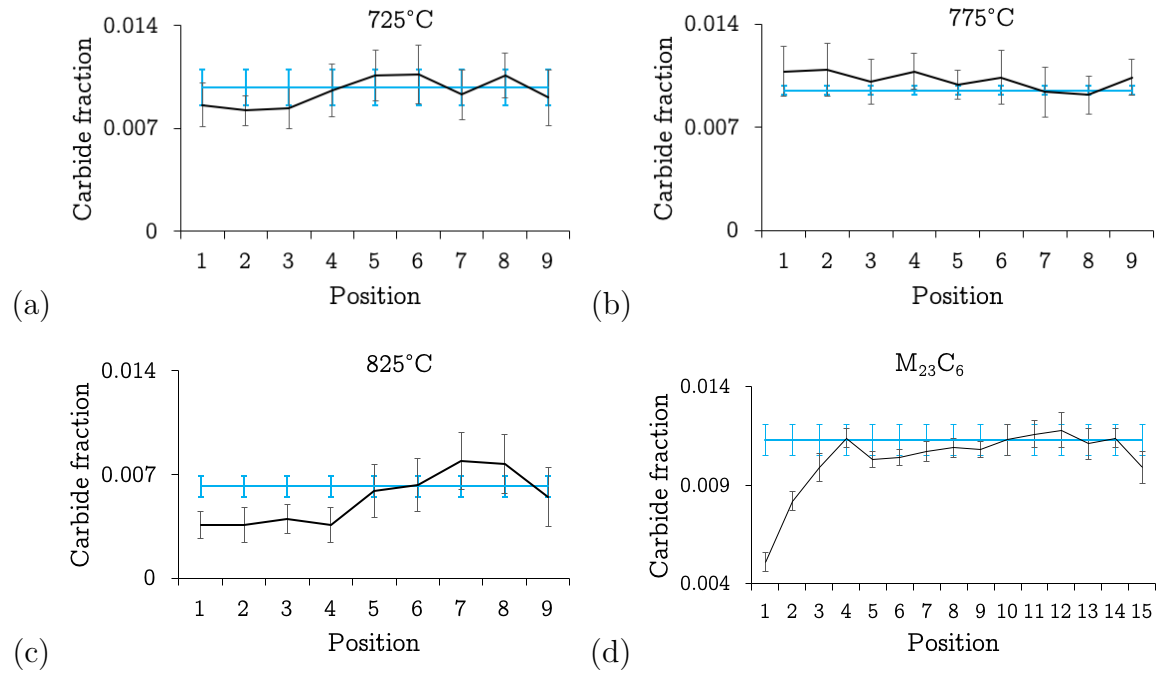 725°C
0.014
0.007
0
Carbide fraction
1 2 3 4 5 6 7 8 9
Position
(a)
775°C
0.014
0.007
0
Carbide fraction
1 2 3 4 5 6 7 8 9
Position
(b)
825°C
0.014
0.007
0
Carbide fraction
1 2 3 4 5 6 7 8 9
Position
(c)
M₂₃C₆
0.014
0.009
0.004
Carbide fraction
1 2 3 4 5 6 7 8 9 10 11 12 13 14 15
Position
(d)